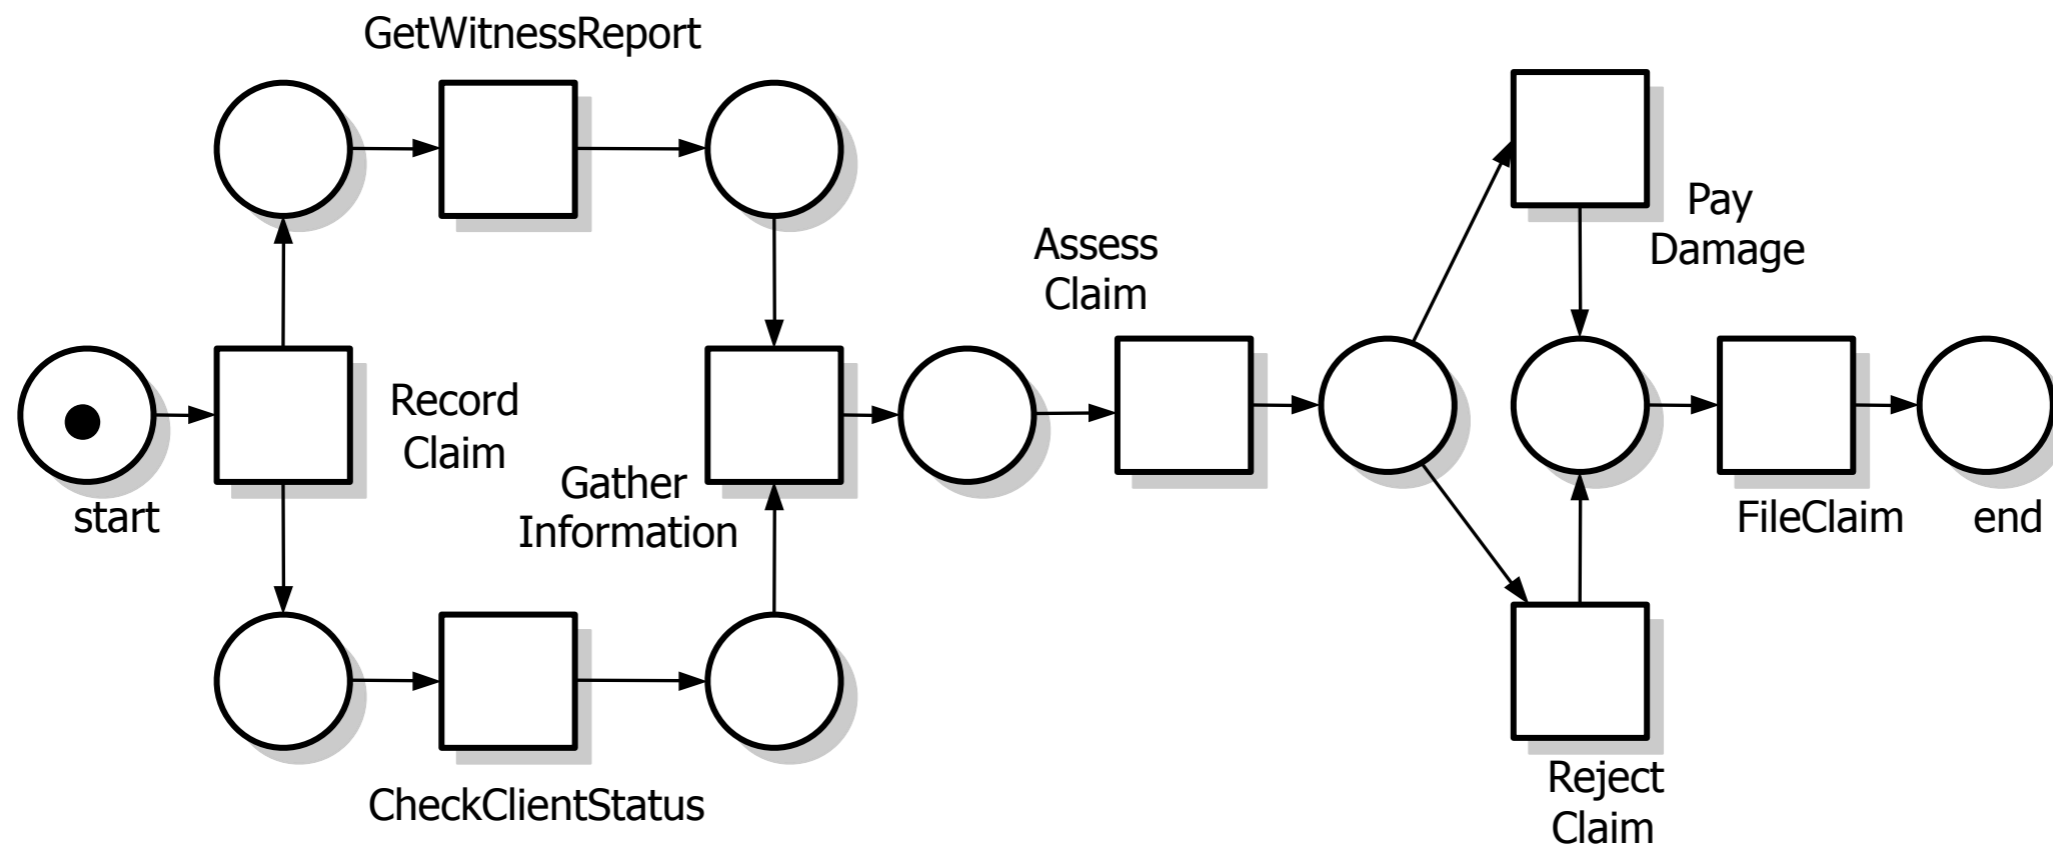 GetWitnessReport
Pay
Damage
Assess
Claim
Record
Claim
Gather
Information
start
FileClaim
end
CheckClientStatus
Reject
Claim